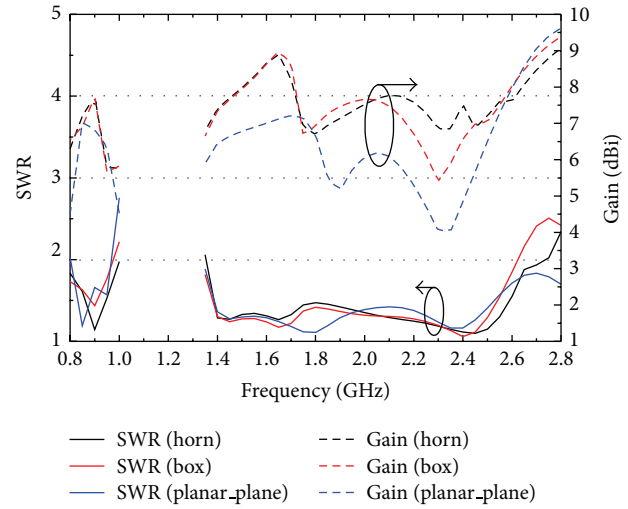 5
4
3
2
1
SWR
10
9
8
7
6
5
4
3
2
1
Gain (dBi)
0.8 1.0 1.2 1.4 1.6 1.8 2.0 2.2 2.4 2.6 2.8
Frequency (GHz)
SWR (horn) Gain (horn)
SWR (box) Gain (box)
SWR (planar_plane) Gain (planar_plane)